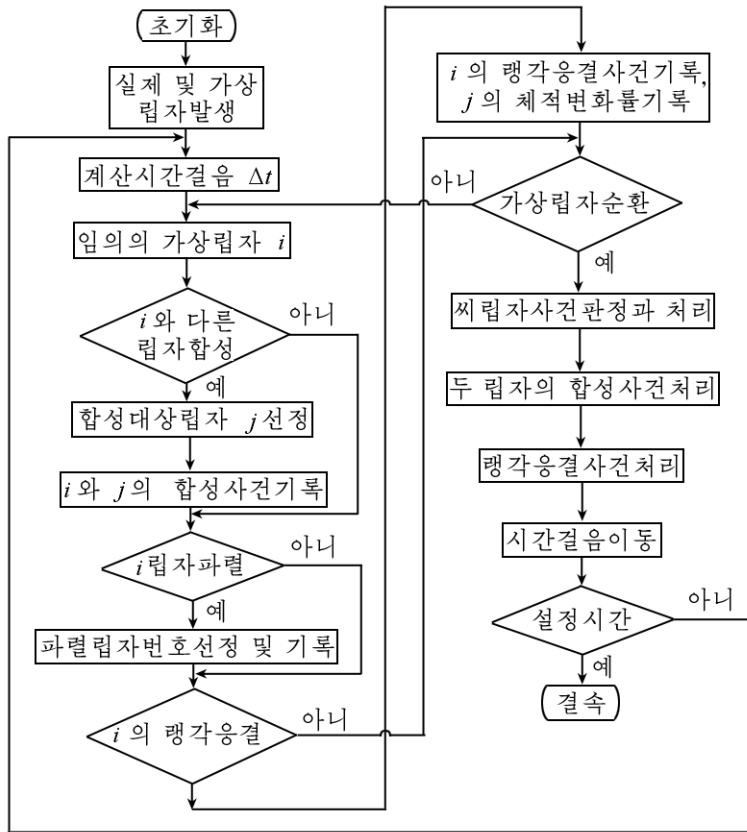 초기화
실제 및 가상
립자발생
계산시간걸음 Δt
임의의 가상립자 i
i와 다른
립자합성
아니
예
합성대상립자 j선정
i와 j의 합성사건기록
i립자파렬
아니
예
파렬립자번호선정 및 기록
i의 랭각응결
아니
i의 랭각응결사건기록,
j의 체적변화률기록
가상립자순환
아니
예
씨립자사건판정과 처리
두 립자의 합성사건처리
랭각응결사건처리
시간걸음이동
설정시간
아니
예
결속